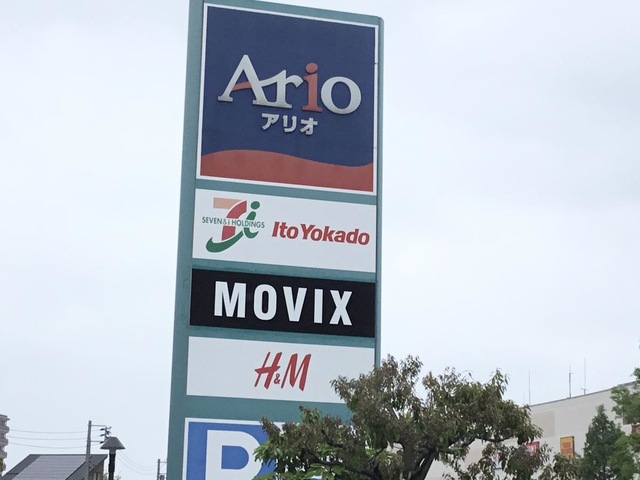 Ario
アリオ
SEVEN & i HOLDINGS
ItoYokado
MOVIX
H&M
P